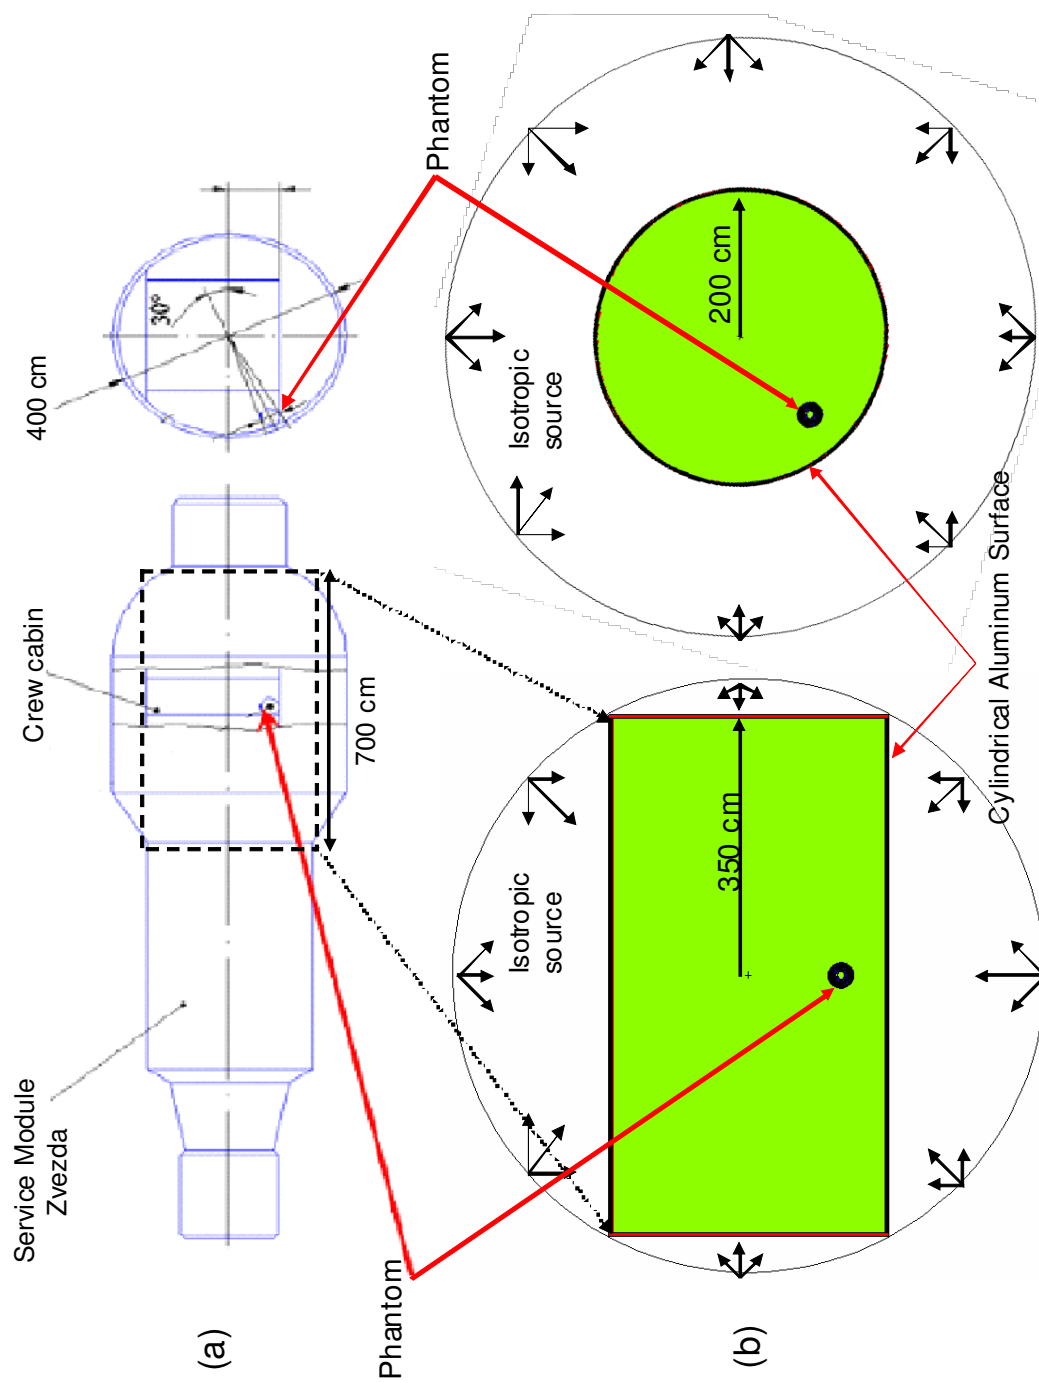 (a)
Service Module
Zvezda
Crew cabin
700 cm
400 cm
30°
Phantom
Phantom
(b)
Isotropic
source
350 cm
Isotropic
source
200 cm
Cylindrical Aluminum Surface